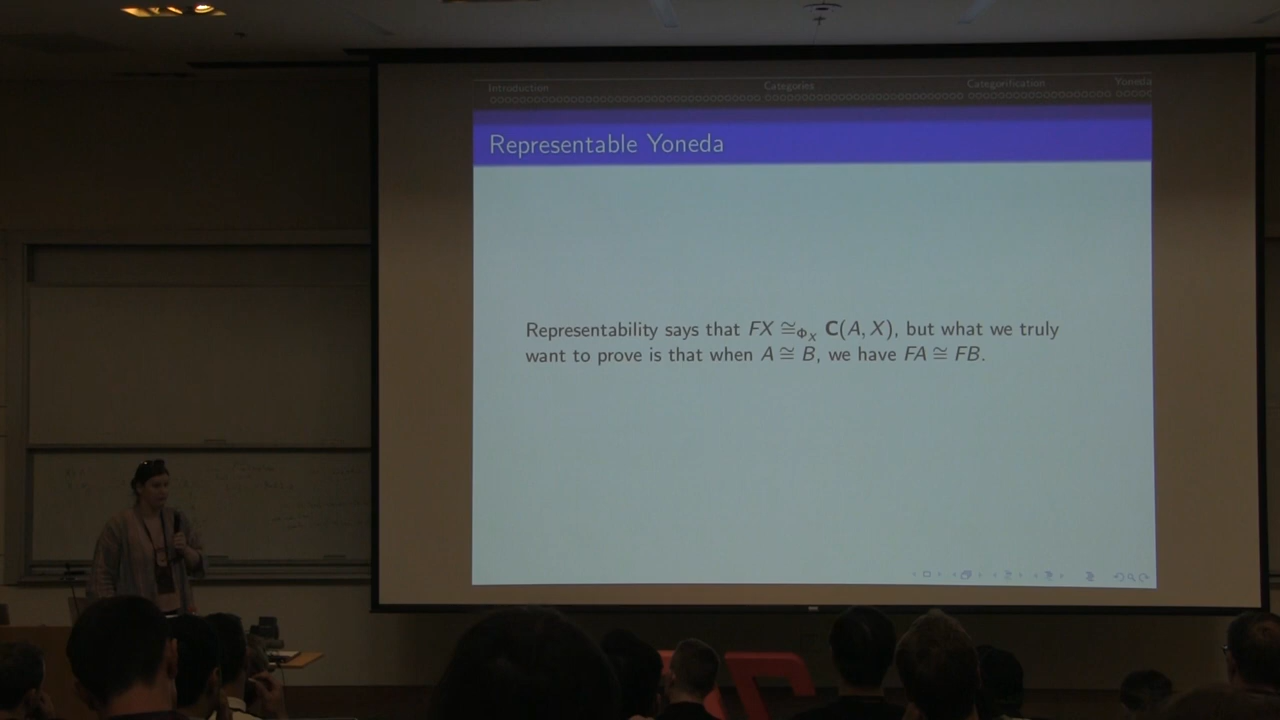 Introduction Categories Categorification Yoneda
Representable Yoneda
Representability says that FX ≅_Φ_X C(A, X), but what we truly
want to prove is that when A ≅ B, we have FA ≅ FB.